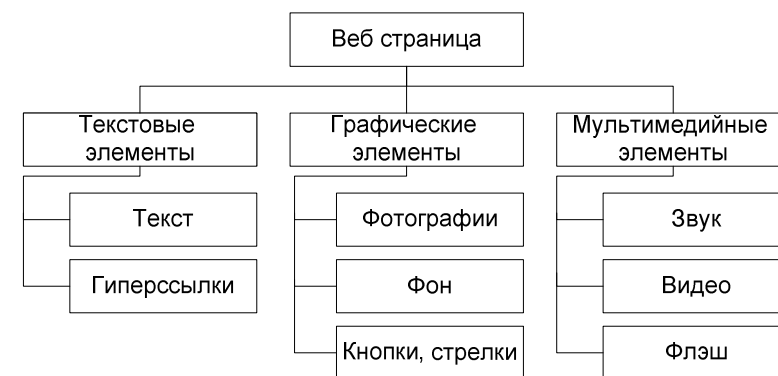 Веб страница
Текстовые
элементы
Графические
элементы
Мультимедийные
элементы
Текст
Фотографии
Звук
Гиперссылки
Фон
Видео
Кнопки, стрелки
Флэш